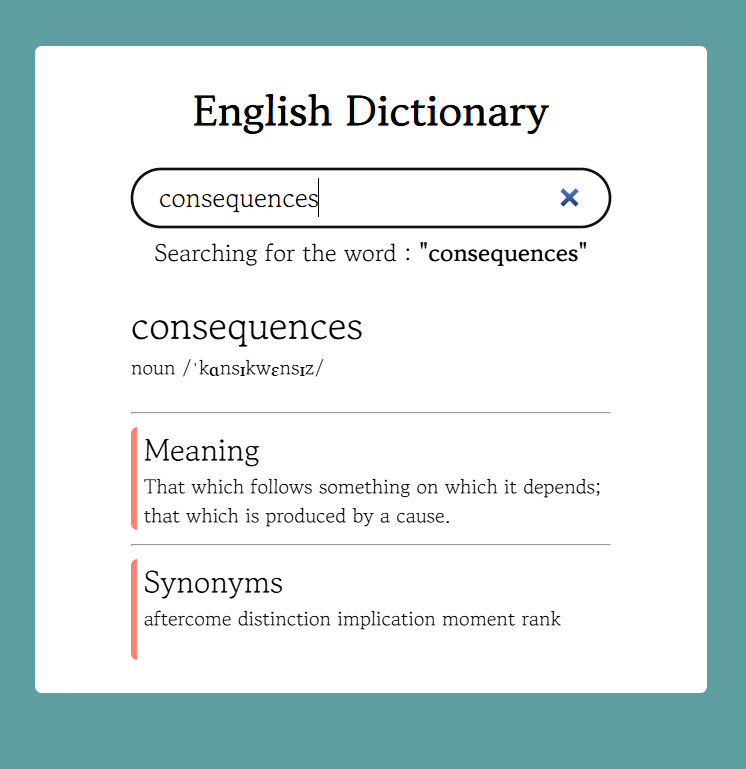 English Dictionary
consequences
Searching for the word : "consequences"
consequences
noun /ˈkɑnsɪkwɛnsɪz/
Meaning
That which follows something on which it depends;
that which is produced by a cause.
Synonyms
aftercome distinction implication moment rank